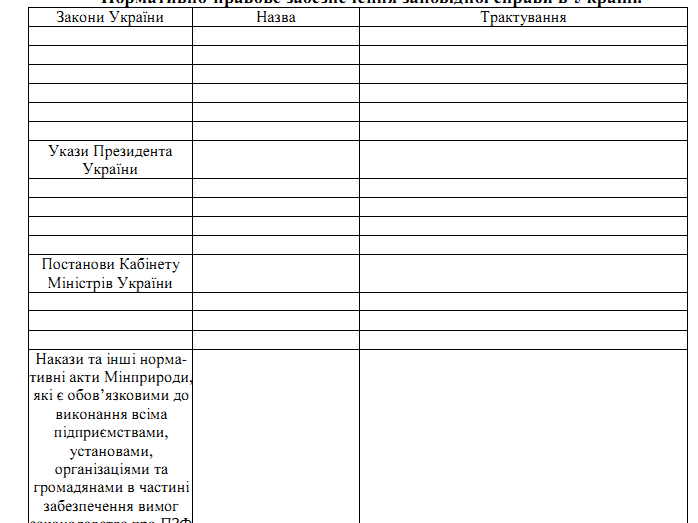 Нормативно-правове забезпечення заповідної справи в Україні.
Закони України Назва Трактування
Укази Президента
України
Постанови Кабінету
Міністрів України
Накази та інші норма-
тивні акти Мінприроди,
які є обов’язковими до
виконання всіма
підприємствами,
установами,
організаціями та
громадянами в частині
забезпечення вимог
законодавства про ПЗФ